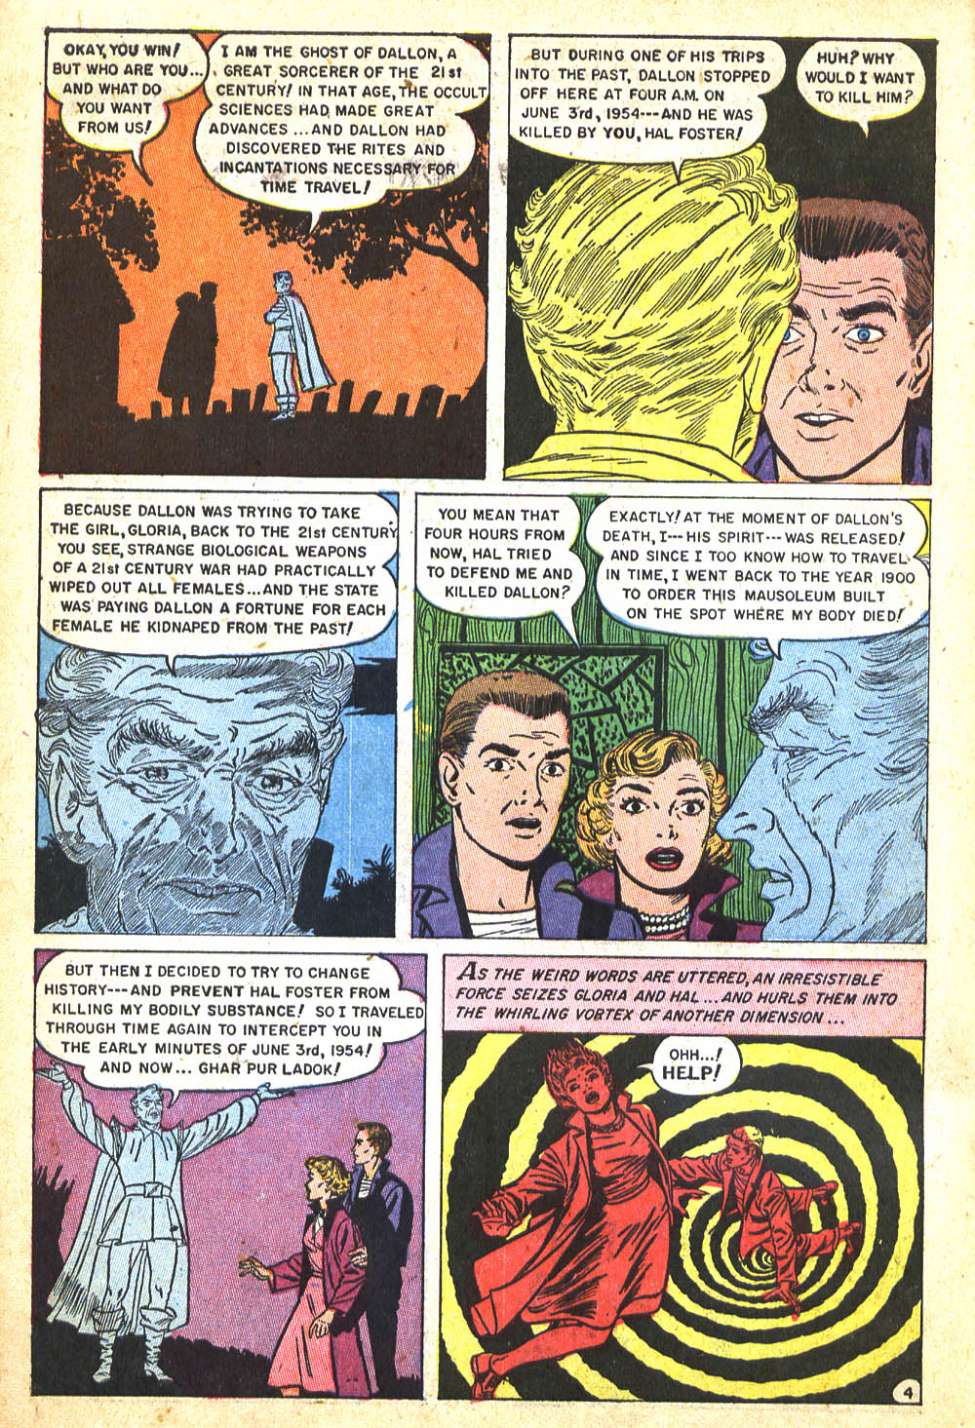 OKAY, YOU WIN!
BUT WHO ARE YOU...
AND WHAT DO
YOU WANT
FROM US!
I AM THE GHOST OF DALLON, A
GREAT SORCERER OF THE 21st
CENTURY! IN THAT AGE, THE OCCULT
SCIENCES HAD MADE GREAT
ADVANCES ... AND DALLON HAD
DISCOVERED THE RITES AND
INCANTATIONS NECESSARY FOR
TIME TRAVEL!
BUT DURING ONE OF HIS TRIPS
INTO THE PAST, DALLON STOPPED
OFF HERE AT FOUR A.M. ON
JUNE 3rd, 1954---AND HE WAS
KILLED BY YOU, HAL FOSTER!
HUH? WHY
WOULD I WANT
TO KILL HIM?
BECAUSE DALLON WAS TRYING TO TAKE
THE GIRL, GLORIA, BACK TO THE 21st CENTURY.
YOU SEE, STRANGE BIOLOGICAL WEAPONS
OF A 21st CENTURY WAR HAD PRACTICALLY
WIPED OUT ALL FEMALES...AND THE STATE
WAS PAYING DALLON A FORTUNE FOR EACH
FEMALE HE KIDNAPED FROM THE PAST!
YOU MEAN THAT
FOUR HOURS FROM
NOW, HAL TRIED
TO DEFEND ME AND
KILLED DALLON?
EXACTLY! AT THE MOMENT OF DALLON'S
DEATH, I---HIS SPIRIT---WAS RELEASED!
AND SINCE I TOO KNOW HOW TO TRAVEL
IN TIME, I WENT BACK TO THE YEAR 1900
TO ORDER THIS MAUSOLEUM BUILT
ON THE SPOT WHERE MY BODY DIED!
BUT THEN I DECIDED TO TRY TO CHANGE
HISTORY---AND PREVENT HAL FOSTER FROM
KILLING MY BODILY SUBSTANCE! SO I TRAVELED
THROUGH TIME AGAIN TO INTERCEPT YOU IN
THE EARLY MINUTES OF JUNE 3rd, 1954!
AND NOW... GHAR PUR LADOK!
AS THE WEIRD WORDS ARE UTTERED, AN IRRESISTIBLE
FORCE SEIZES GLORIA AND HAL ... AND HURLS THEM INTO
THE WHIRLING VORTEX OF ANOTHER DIMENSION ...
OHH...!
HELP!
4